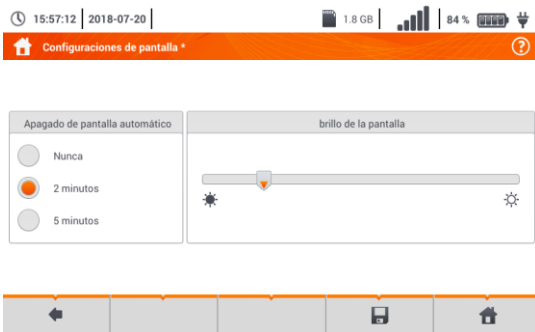 15:57:12 2018-07-20 1.8 GB 84 %
Configuraciones de pantalla * ?
Apagado de pantalla automático
Nunca
2 minutos
5 minutos
brillo de la pantalla